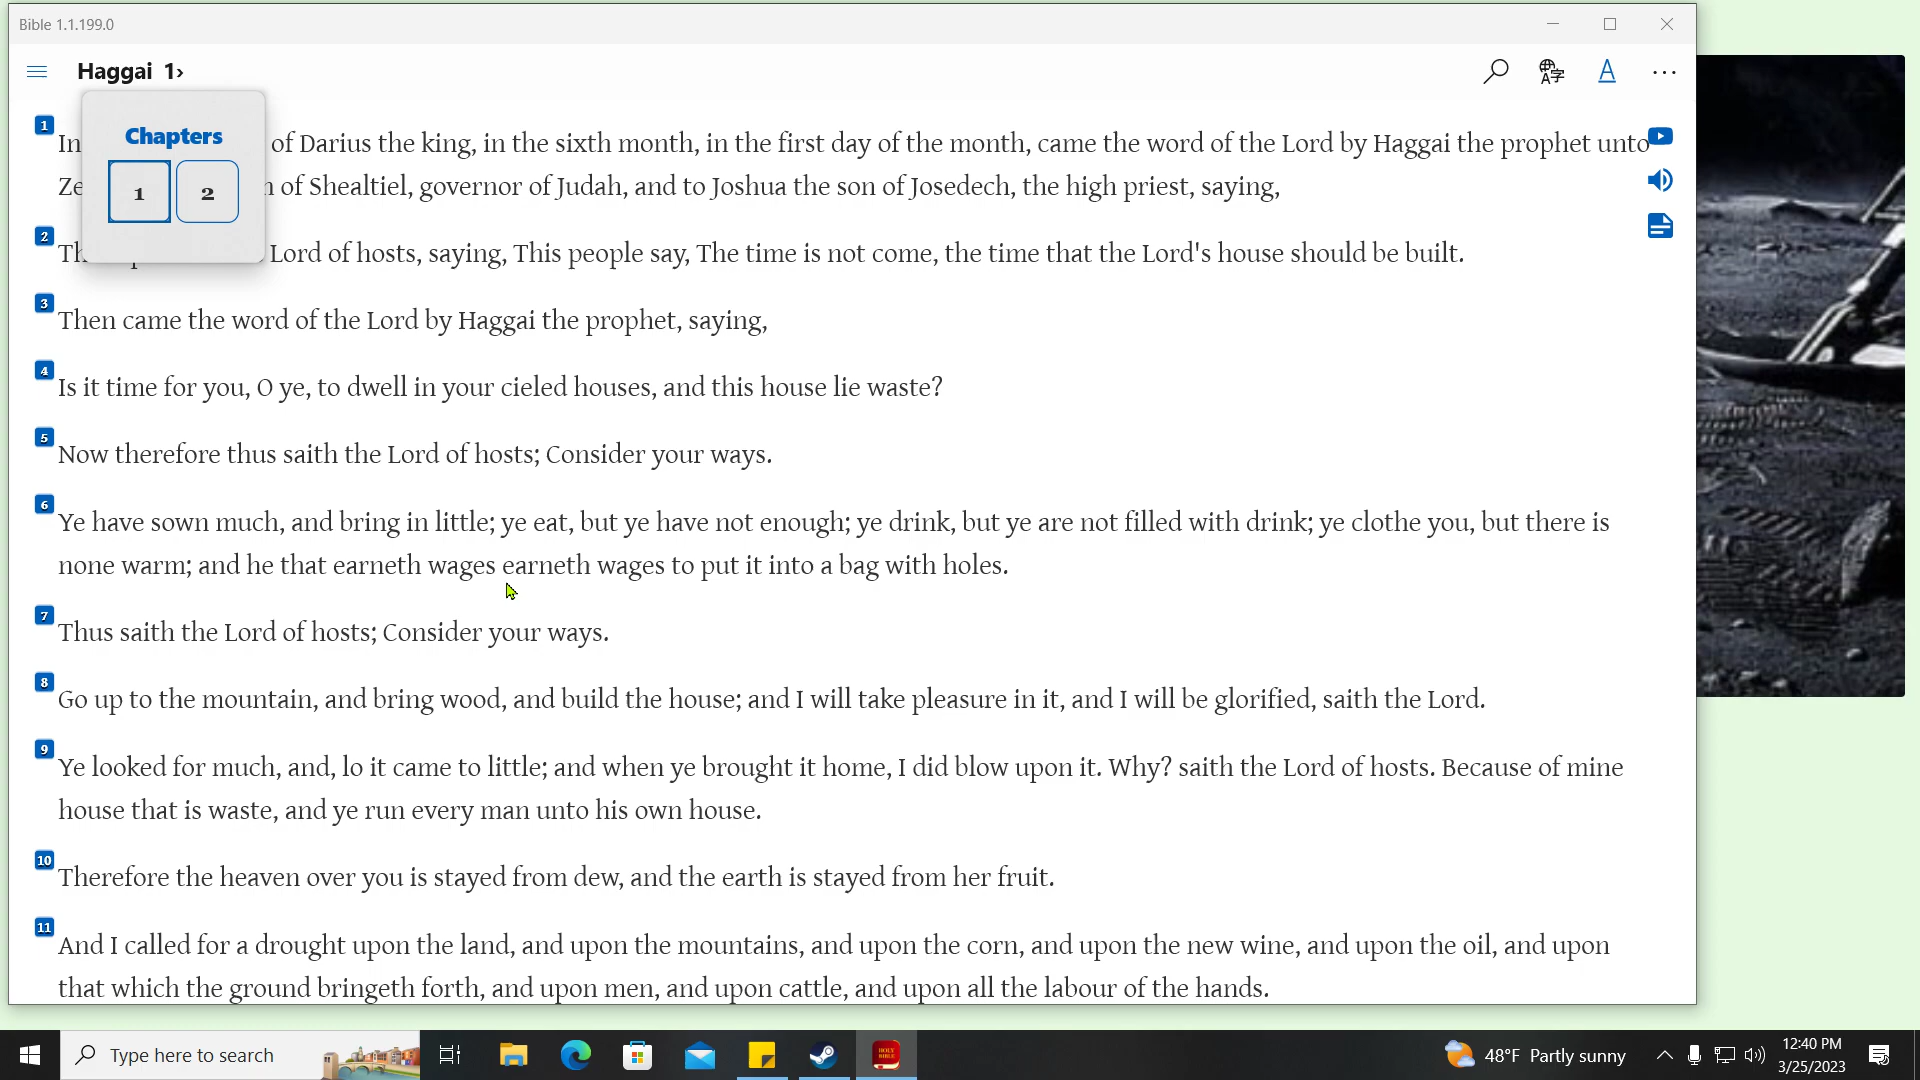 Bible 1.1.199.0
Haggai 1›
Chapters
1 2
1 In of Darius the king, in the sixth month, in the first day of the month, came the word of the Lord by Haggai the prophet unto
Ze of Shealtiel, governor of Judah, and to Joshua the son of Josedech, the high priest, saying,
2 Lord of hosts, saying, This people say, The time is not come, the time that the Lord's house should be built.
3 Then came the word of the Lord by Haggai the prophet, saying,
4 Is it time for you, O ye, to dwell in your cieled houses, and this house lie waste?
5 Now therefore thus saith the Lord of hosts; Consider your ways.
6 Ye have sown much, and bring in little; ye eat, but ye have not enough; ye drink, but ye are not filled with drink; ye clothe you, but there is
none warm; and he that earneth wages earneth wages to put it into a bag with holes.
7 Thus saith the Lord of hosts; Consider your ways.
8 Go up to the mountain, and bring wood, and build the house; and I will take pleasure in it, and I will be glorified, saith the Lord.
9 Ye looked for much, and, lo it came to little; and when ye brought it home, I did blow upon it. Why? saith the Lord of hosts. Because of mine
house that is waste, and ye run every man unto his own house.
10 Therefore the heaven over you is stayed from dew, and the earth is stayed from her fruit.
11 And I called for a drought upon the land, and upon the mountains, and upon the corn, and upon the new wine, and upon the oil, and upon
that which the ground bringeth forth, and upon men, and upon cattle, and upon all the labour of the hands.
Type here to search
48°F Partly sunny
12:40 PM
3/25/2023